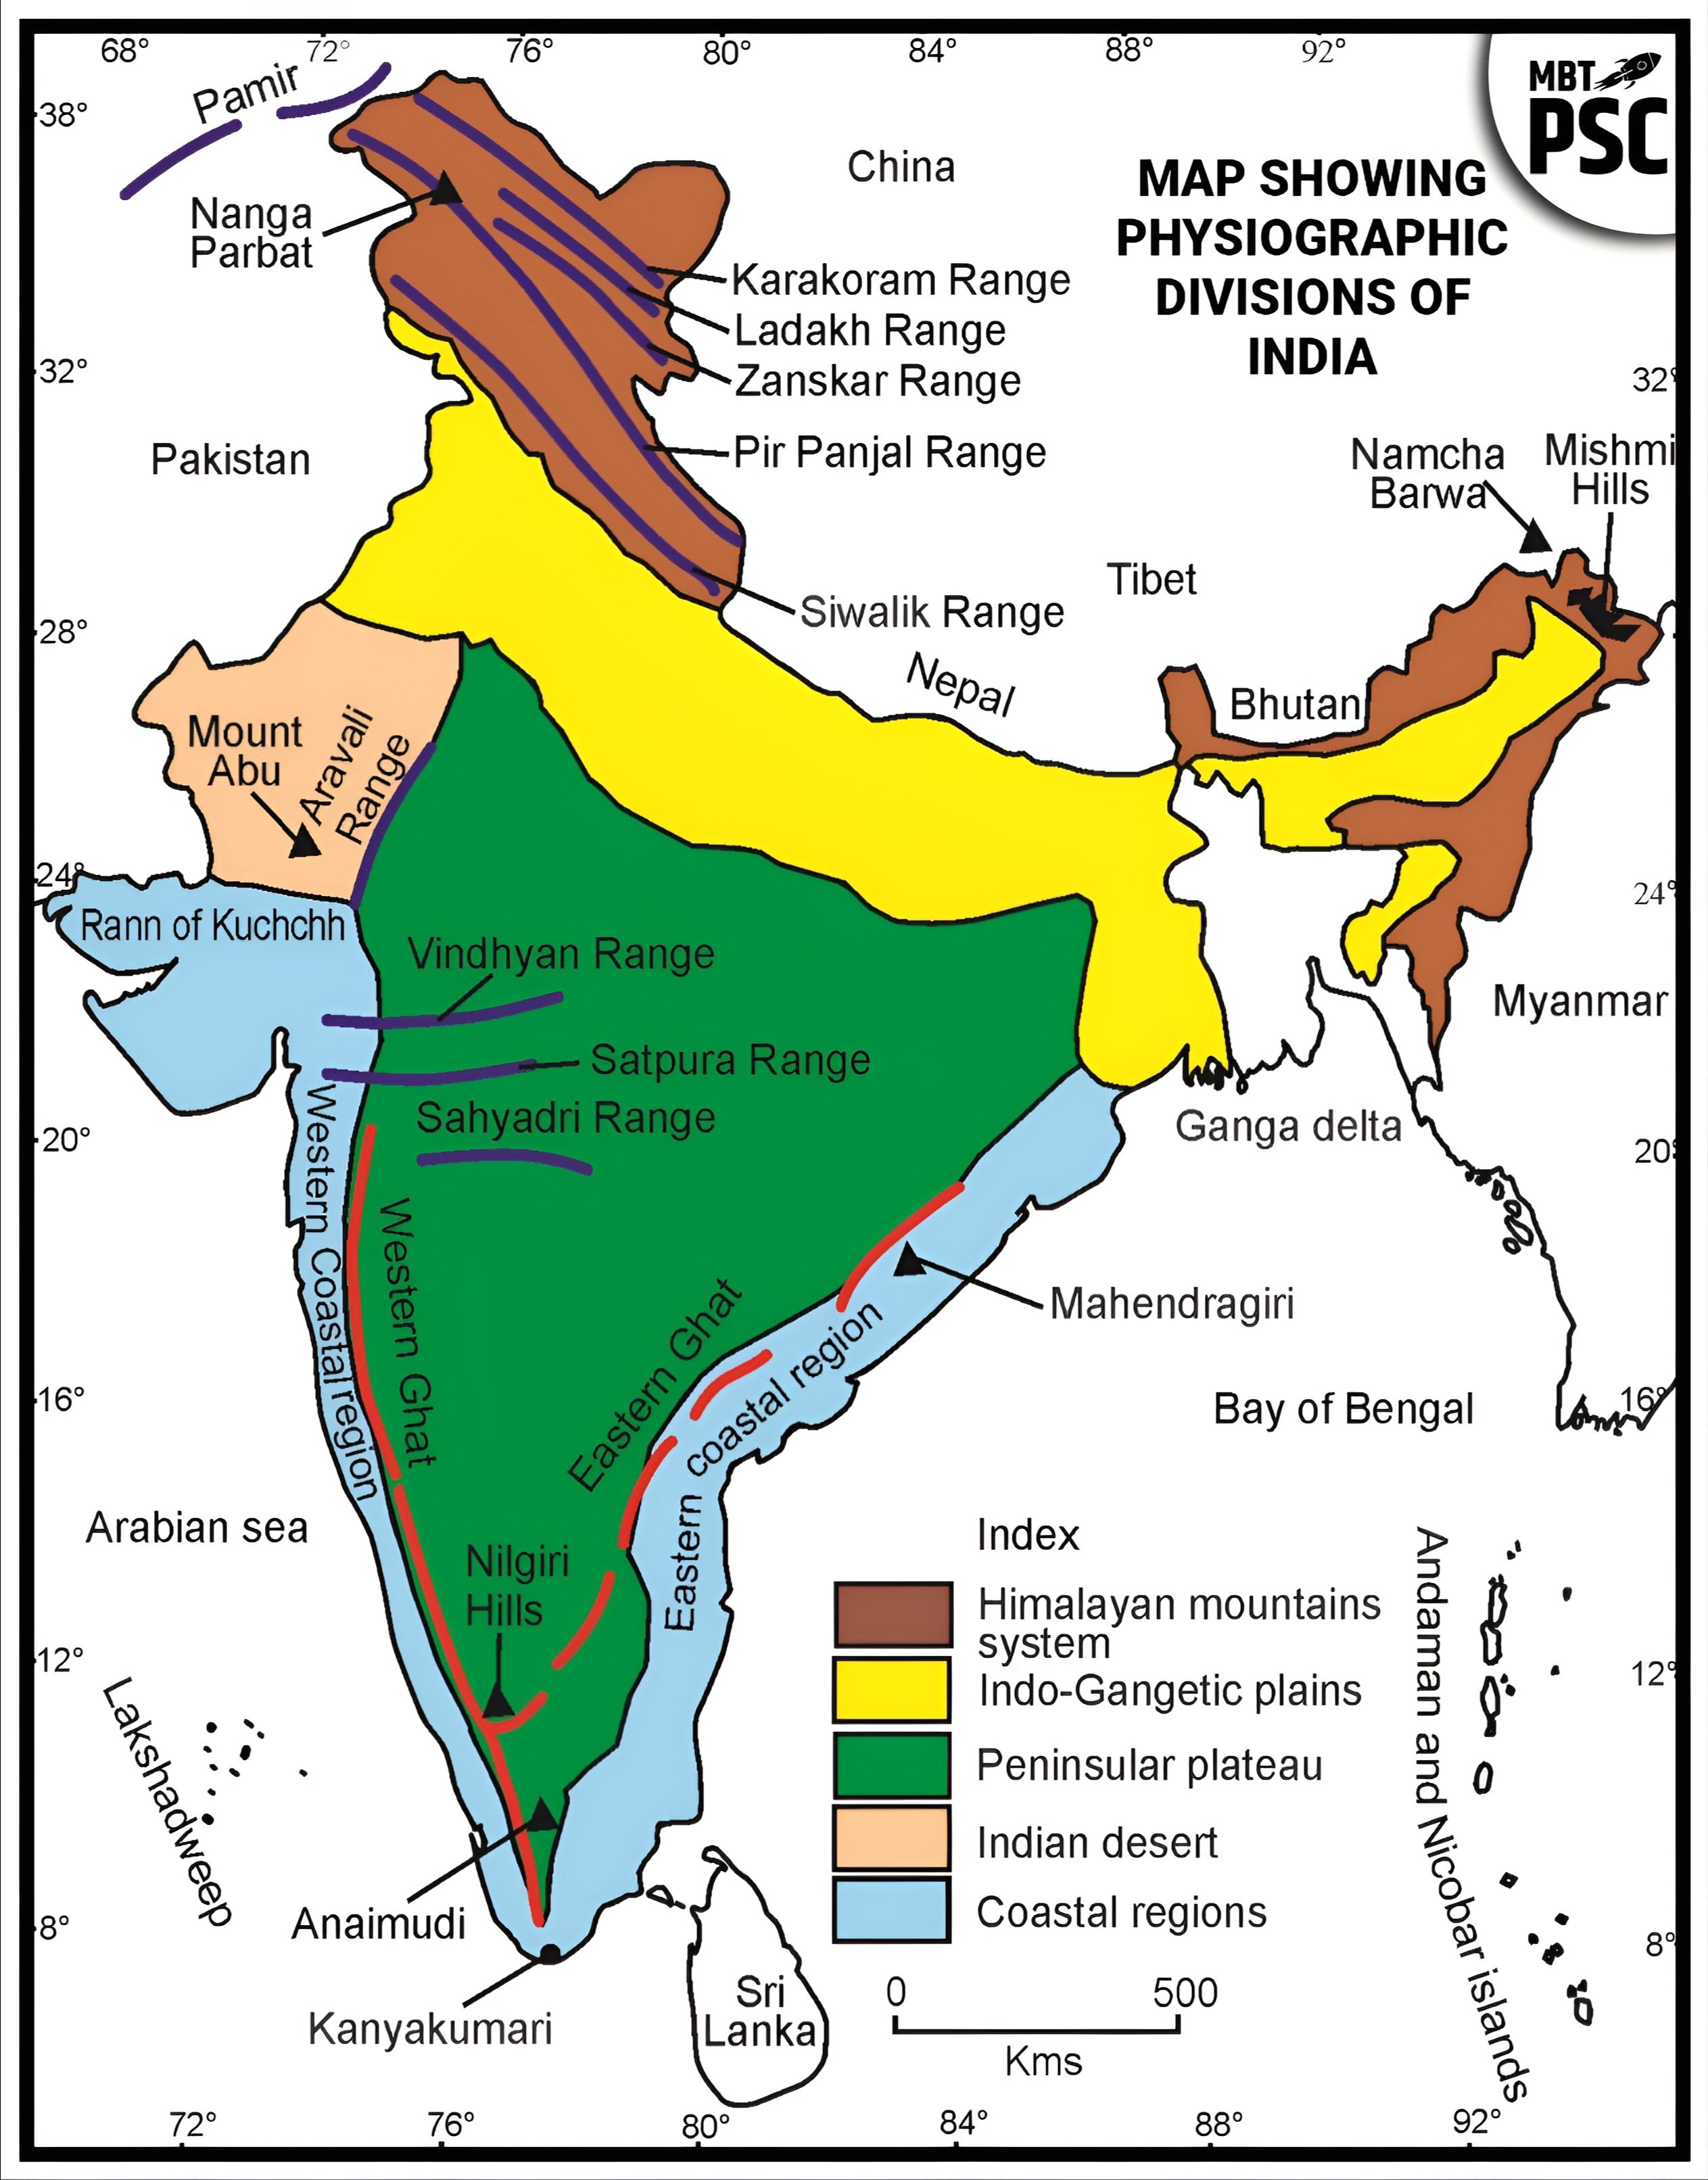 68°
72°
76°
80°
84°
88°
92°
MBT
PSC
Pamir
38°
China
MAP SHOWING
PHYSIOGRAPHIC
DIVISIONS OF
INDIA
Nanga
Parbat
Karakoram Range
Ladakh Range
Zanskar Range
32°
32°
Pakistan
Pir Panjal Range
Namcha
Barwa
Mishmi
Hills
Tibet
Siwalik Range
28°
Nepal
Bhutan
Mount
Abu
Aravali
Range
24°
24°
Rann of Kuchchh
Vindhyan Range
Myanmar
Satpura Range
Sahyadri Range
Ganga delta
20°
20°
Western Coastal region
Western Ghat
Mahendragiri
Eastern Ghat
Eastern coastal region
16°
16°
Bay of Bengal
Arabian sea
Nilgiri
Hills
Index
Himalayan mountains
system
Indo-Gangetic plains
Peninsular plateau
Indian desert
Coastal regions
12°
12°
Lakshadweep
Andaman and Nicobar islands
Anaimudi
8°
8°
Kanyakumari
Sri
Lanka
0
500
Kms
72°
76°
80°
84°
88°
92°